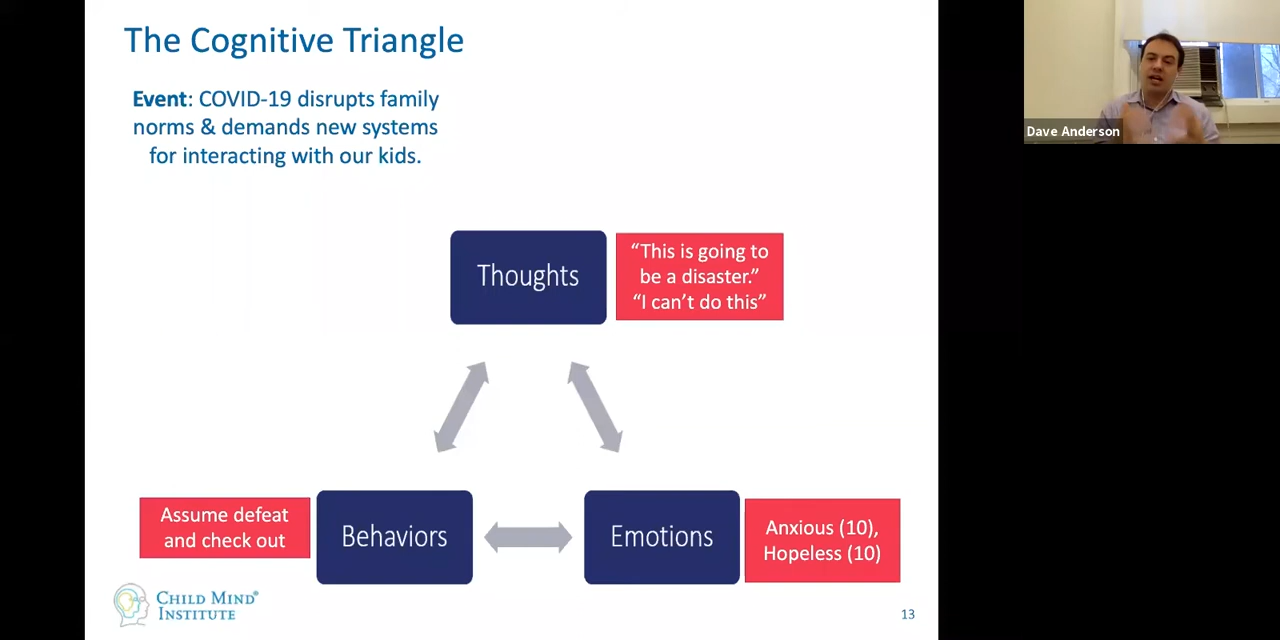 The Cognitive Triangle
Event: COVID-19 disrupts family
norms & demands new systems
for interacting with our kids.
Dave Anderson
Thoughts
“This is going to
be a disaster.”
“I can’t do this”
Assume defeat
and check out
Behaviors
Emotions
Anxious (10),
Hopeless (10)
CHILD MIND®
INSTITUTE
13